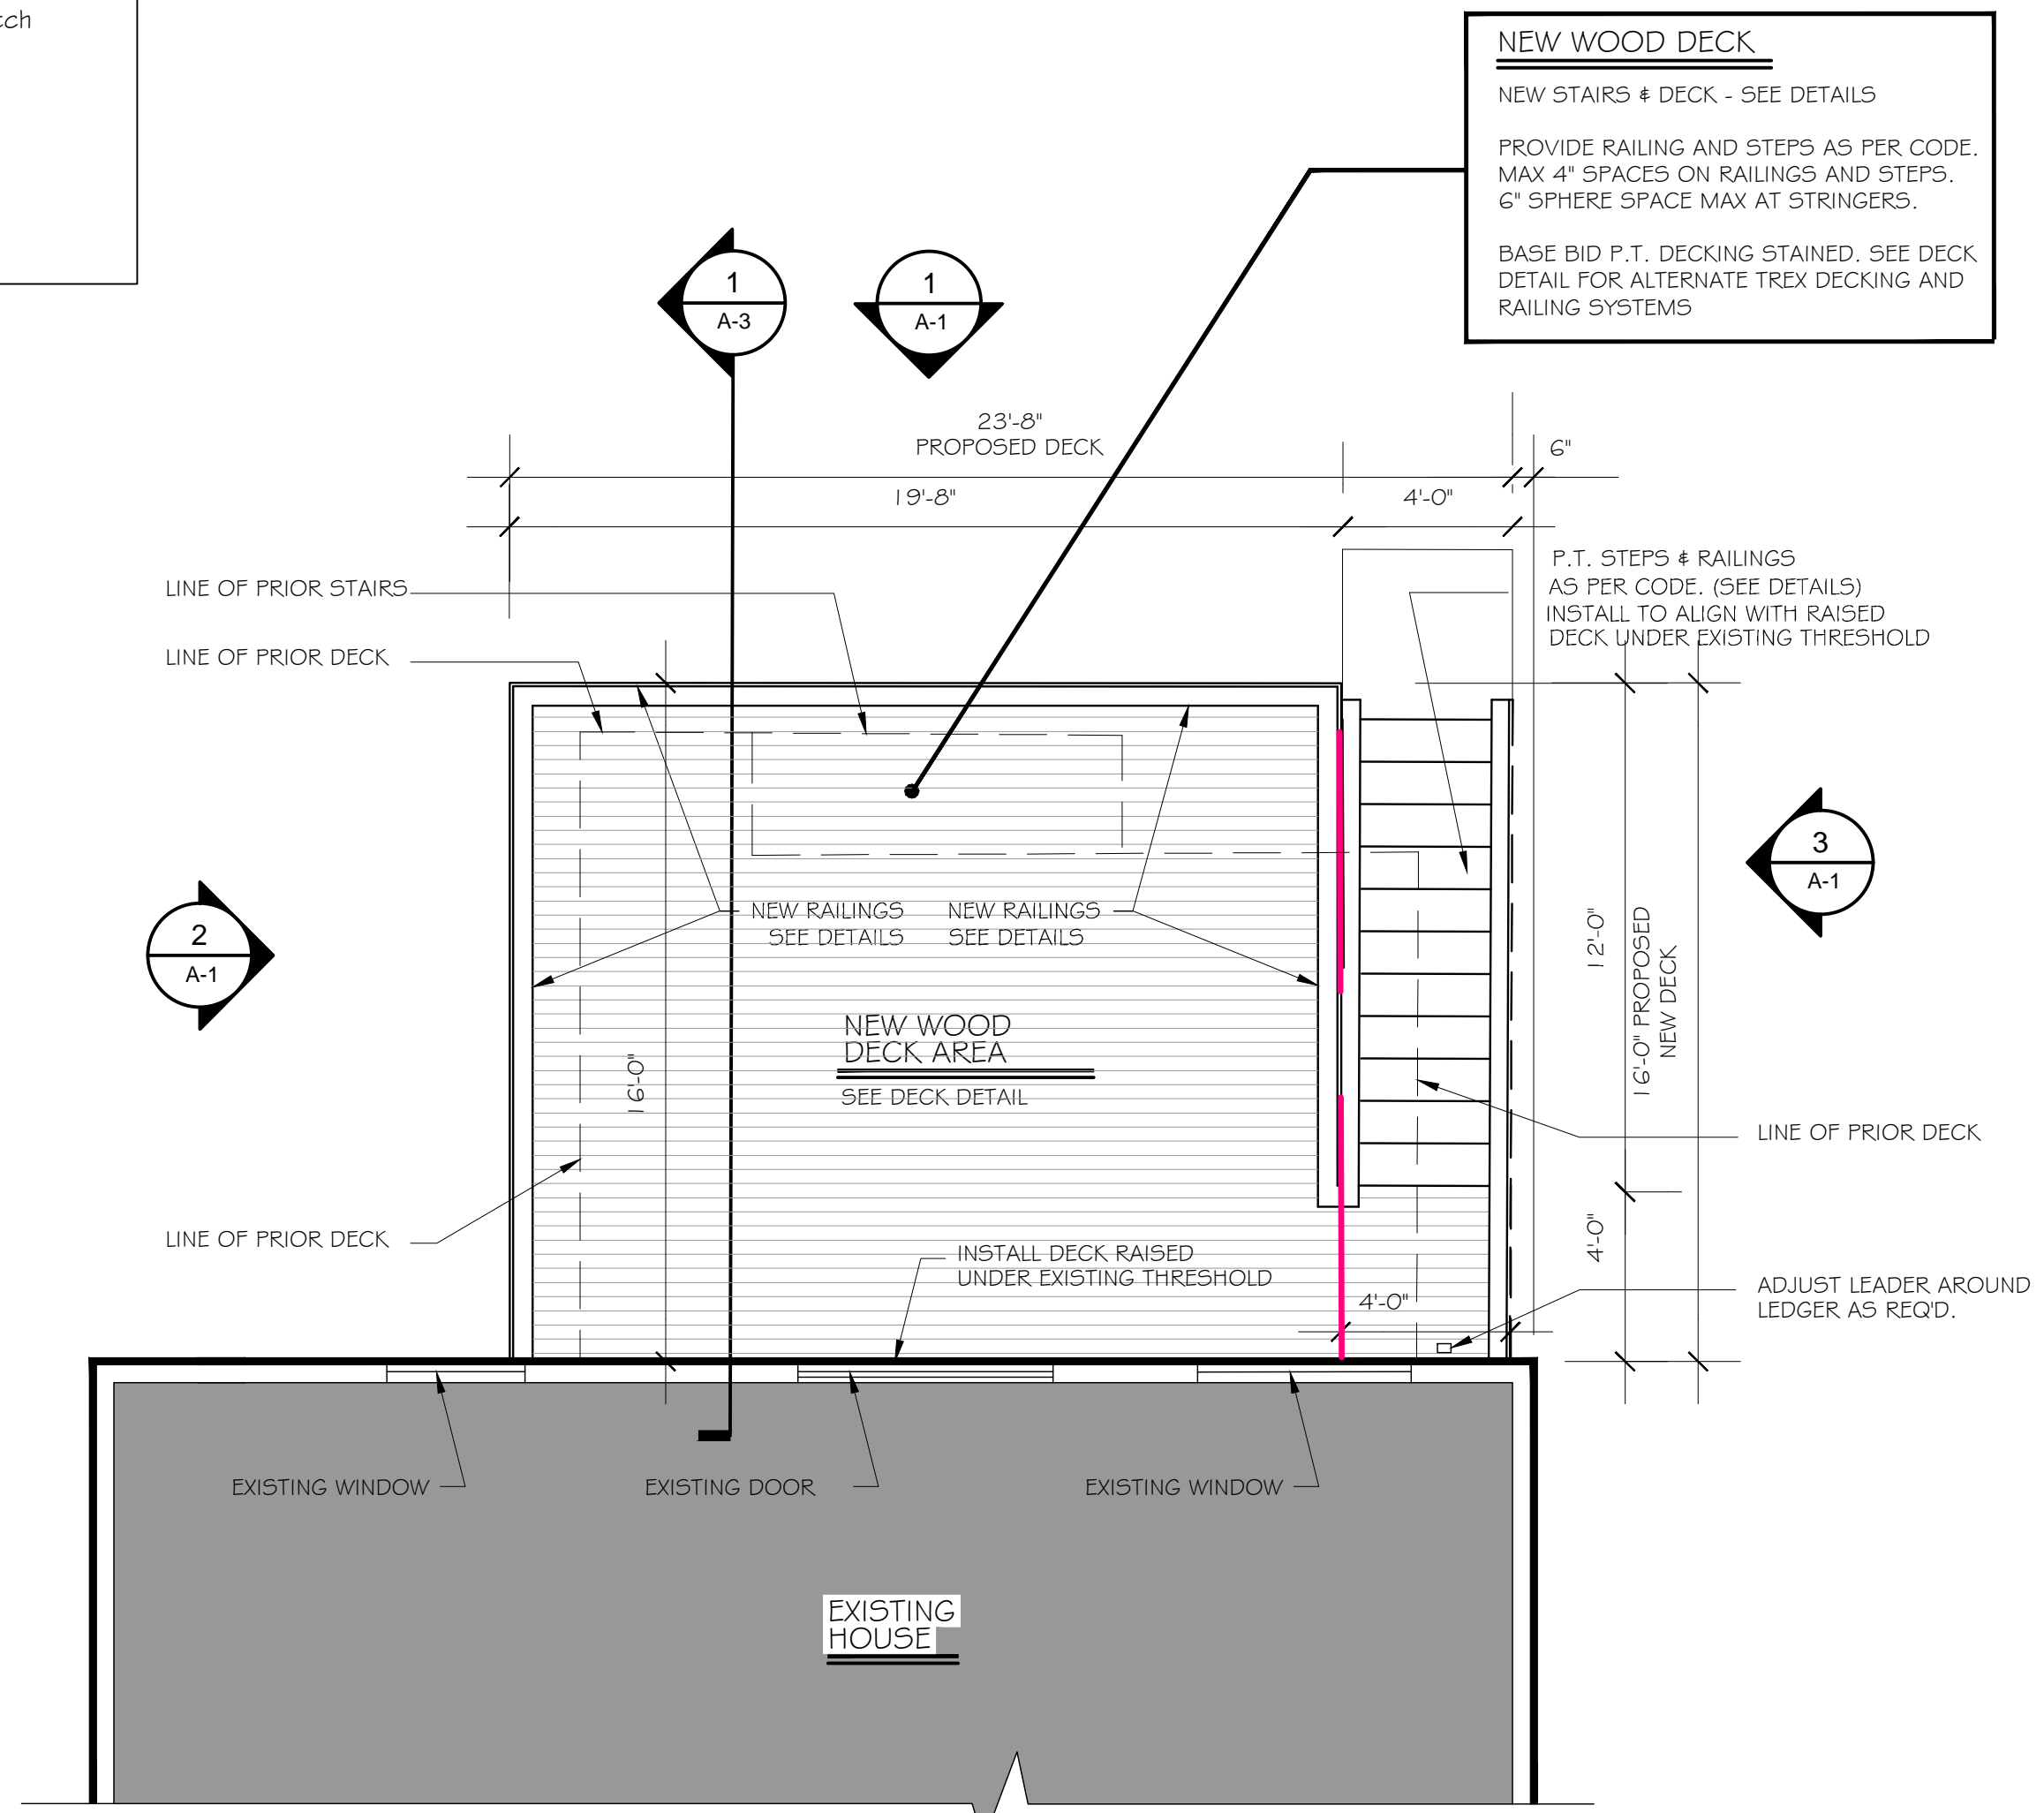 NEW WOOD DECK
NEW STAIRS & DECK - SEE DETAILS
PROVIDE RAILING AND STEPS AS PER CODE.
MAX 4" SPACES ON RAILINGS AND STEPS.
6" SPHERE SPACE MAX AT STRINGERS.
BASE BID P.T. DECKING STAINED. SEE DECK
DETAIL FOR ALTERNATE TREX DECKING AND
RAILING SYSTEMS
1
A-3
1
A-1
23'-8"
PROPOSED DECK
6"
19'-8"
4'-0"
P.T. STEPS & RAILINGS
AS PER CODE. (SEE DETAILS)
INSTALL TO ALIGN WITH RAISED
DECK UNDER EXISTING THRESHOLD
LINE OF PRIOR STAIRS
LINE OF PRIOR DECK
3
A-1
2
A-1
NEW RAILINGS
SEE DETAILS
NEW RAILINGS
SEE DETAILS
12'-0"
16'-0" PROPOSED
NEW DECK
NEW WOOD
DECK AREA
SEE DECK DETAIL
16'-0"
LINE OF PRIOR DECK
LINE OF PRIOR DECK
4'-0"
INSTALL DECK RAISED
UNDER EXISTING THRESHOLD
4'-0"
ADJUST LEADER AROUND
LEDGER AS REQ'D.
EXISTING WINDOW
EXISTING DOOR
EXISTING WINDOW
EXISTING
HOUSE